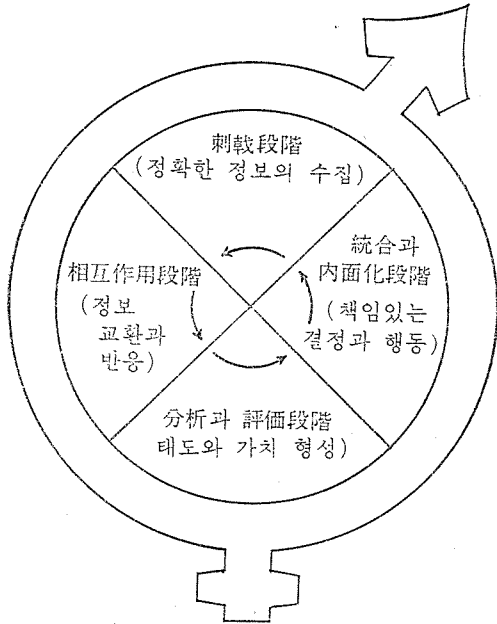 刺戟段階
(정확한 정보의 수집)
相互作用段階
(정보
교환과
반응)
分析과 評価段階
태도와 가치 형성)
統合과
內面化段階
(책임있는
결정과 행동)